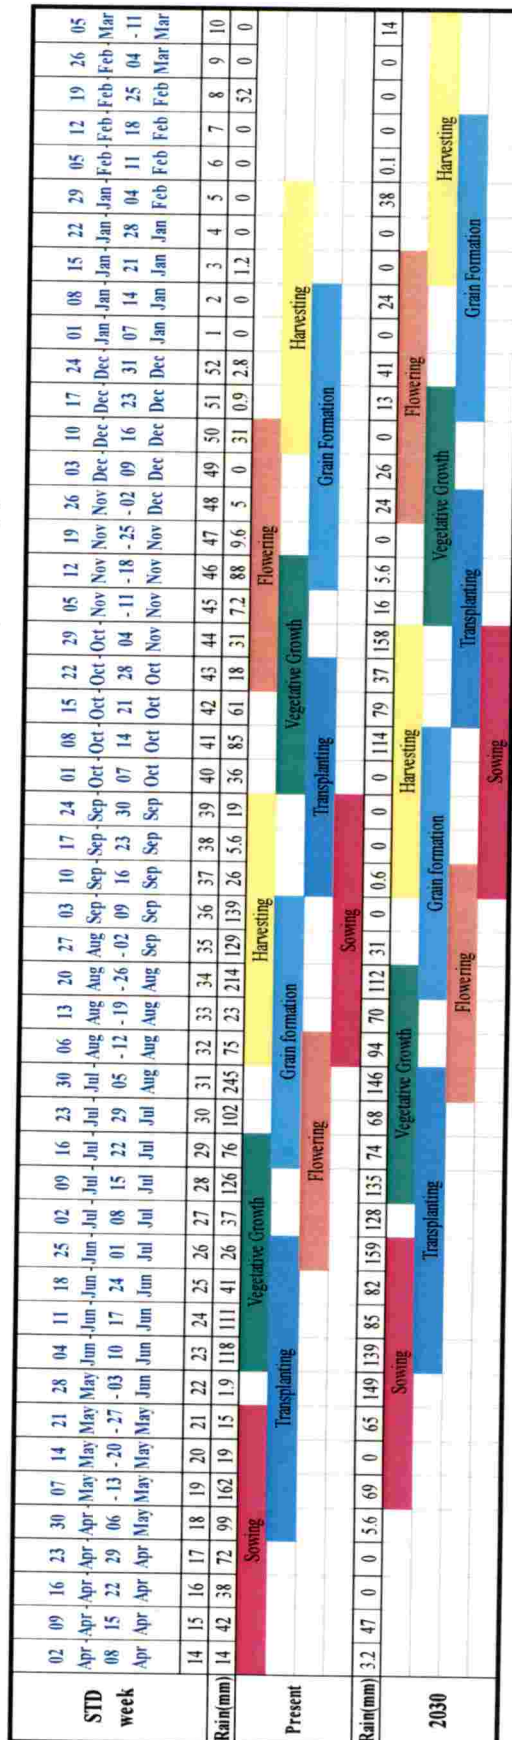 02 09 16 23 30 07 14 21 28 04 11 18 25 02 09 16 23 30 06 13 20 27 03 10 17 24 01 08 15 22 29 05 12 19 26 03 10 17 24 01 08 15 22 29 05 12 19 26 05
STD Apr - Apr - Apr - Apr - Apr - May May May May Jun - Jun - Jun - Jun - Jul - Jul - Jul - Jul - Jul - Aug Aug Aug Aug Sep - Sep - Sep - Sep - Oct - Oct - Oct - Oct - Oct - Nov Nov Nov Nov Dec - Dec - Dec - Dec - Jan - Jan - Jan - Jan - Jan - Feb - Feb - Feb - Feb - Mar
week 08 15 22 29 06 - 13 - 20 - 27 - 03 10 17 24 01 08 15 22 29 05 - 12 - 19 - 26 - 02 09 16 23 30 07 14 21 28 04 - 11 - 18 - 25 - 02 09 16 23 31 07 14 21 28 04 11 18 25 04 - 11
Apr Apr Apr Apr May May May May Jun Jun Jun Jun Jul Jul Jul Jul Jul Aug Aug Aug Aug Sep Sep Sep Sep Sep Oct Oct Oct Oct Nov Nov Nov Nov Dec Dec Dec Dec Dec Jan Jan Jan Jan Feb Feb Feb Feb Mar Mar
14 15 16 17 18 19 20 21 22 23 24 25 26 27 28 29 30 31 32 33 34 35 36 37 38 39 40 41 42 43 44 45 46 47 48 49 50 51 52 1 2 3 4 5 6 7 8 9 10
Rain(mm) 14 42 38 72 99 162 19 15 1.9 118 111 41 26 37 126 76 102 245 75 23 214 129 139 26 5.6 19 36 85 61 18 31 7.2 88 9.6 5 0 31 0.9 2.8 0 0 1.2 0 0 0 0 52 0 0
Present
Sowing Vegetative Growth Harvesting Flowering
Transplanting Grain formation Vegetative Growth Harvesting
Flowering Transplanting Grain Formation
Sowing
Rain(mm) 3.2 47 0 0 5.6 69 0 65 149 139 85 82 159 128 135 74 68 146 94 70 112 31 0 0.6 0 0 0 114 79 37 158 16 5.6 0 24 26 0 13 41 0 24 0 0 38 0.1 0 0 0 14
2030
Sowing Vegetative Growth Harvesting Flowering
Transplanting Grain formation Vegetative Growth Harvesting
Flowering Transplanting Grain Formation
Sowing